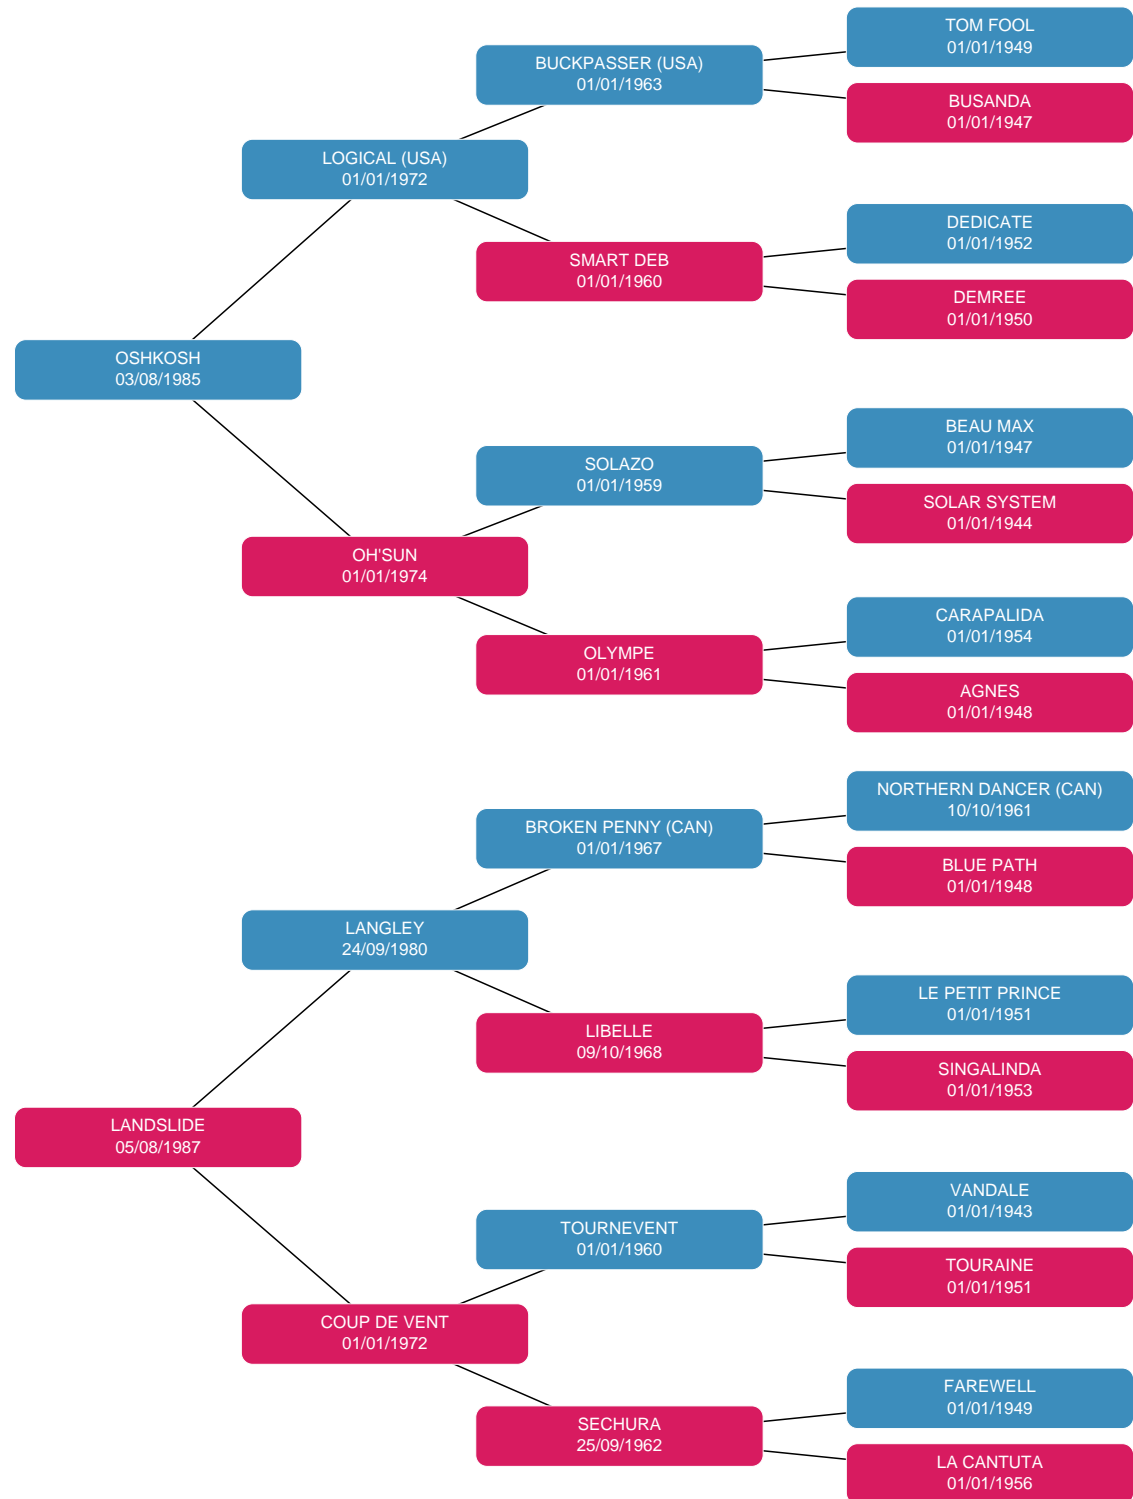 TOM FOOL
01/01/1949
BUCKPASSER (USA)
01/01/1963
BUSANDA
01/01/1947
LOGICAL (USA)
01/01/1972
DEDICATE
01/01/1952
SMART DEB
01/01/1960
DEMREE
01/01/1950
OSHKOSH
03/08/1985
BEAU MAX
01/01/1947
SOLAZO
01/01/1959
SOLAR SYSTEM
01/01/1944
OH'SUN
01/01/1974
CARAPALIDA
01/01/1954
OLYMPE
01/01/1961
AGNES
01/01/1948
NORTHERN DANCER (CAN)
10/10/1961
BROKEN PENNY (CAN)
01/01/1967
BLUE PATH
01/01/1948
LANGLEY
24/09/1980
LE PETIT PRINCE
01/01/1951
LIBELLE
09/10/1968
SINGALINDA
01/01/1953
LANDSLIDE
05/08/1987
VANDALE
01/01/1943
TOURNEVENT
01/01/1960
TOURAINE
01/01/1951
COUP DE VENT
01/01/1972
FAREWELL
01/01/1949
SECHURA
25/09/1962
LA CANTUTA
01/01/1956